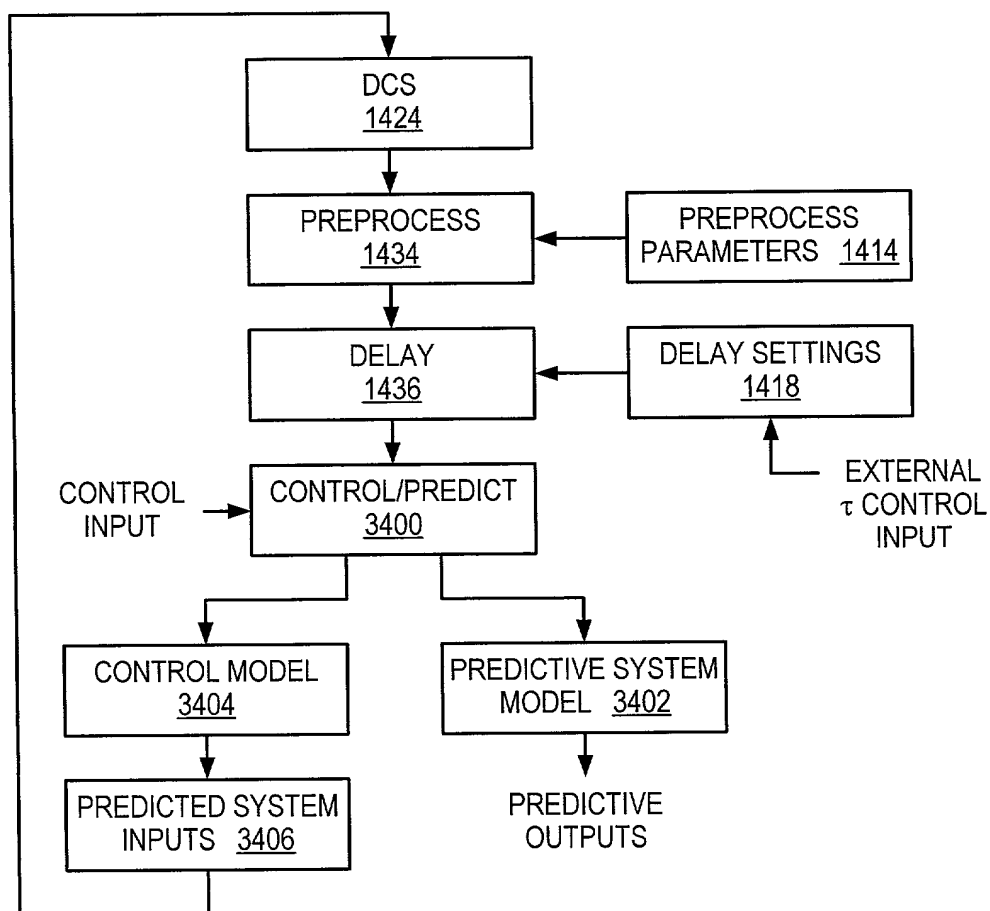 DCS
1424
PREPROCESS
1434
PREPROCESS
PARAMETERS 1414
DELAY
1436
DELAY SETTINGS
1418
CONTROL
INPUT
CONTROL/PREDICT
3400
EXTERNAL
τ CONTROL
INPUT
CONTROL MODEL
3404
PREDICTIVE SYSTEM
MODEL 3402
PREDICTED SYSTEM
INPUTS 3406
PREDICTIVE
OUTPUTS